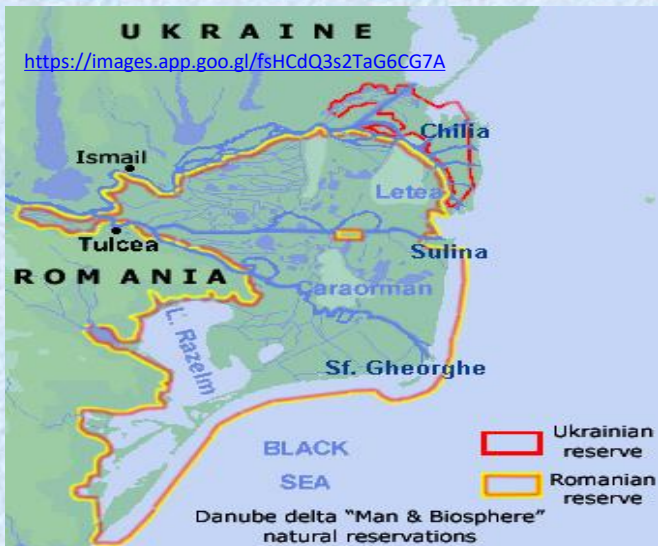 UKRAINE
https://images.app.goo.gl/fsHCdQ3s2TaG6CG7A
Chilia
Ismail
Letea
Tulcea
Sulina
ROMANIA
Caraorman
L. Razelm
Sf. Gheorghe
BLACK
SEA
Ukrainian
reserve
Romanian
reserve
Danube delta "Man & Biosphere"
natural reservations